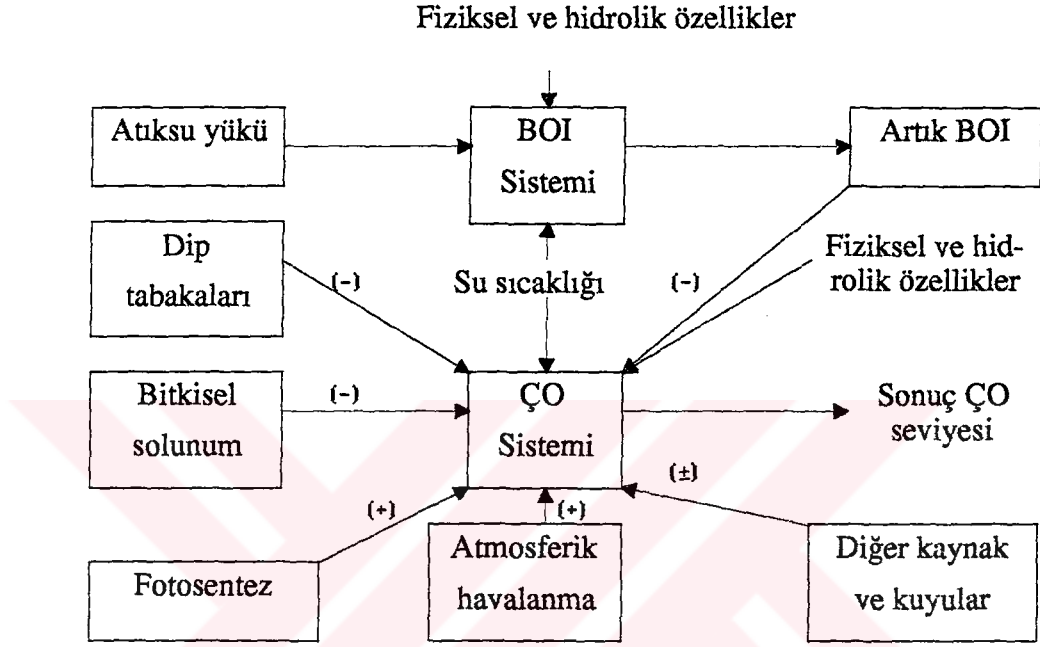 Fiziksel ve hidrolik özellikler
Atıksu yükü
BOI
Sistemi
Artık BOI
Dip
tabakaları
(-)
Su sıcaklığı
(-)
Fiziksel ve hid-
rolik özellikler
Bitkisel
solunum
(-)
ÇO
Sistemi
Sonuç ÇO
seviyesi
(+)
(+)
(±)
Fotosentez
Atmosferik
havalanma
Diğer kaynak
ve kuyular